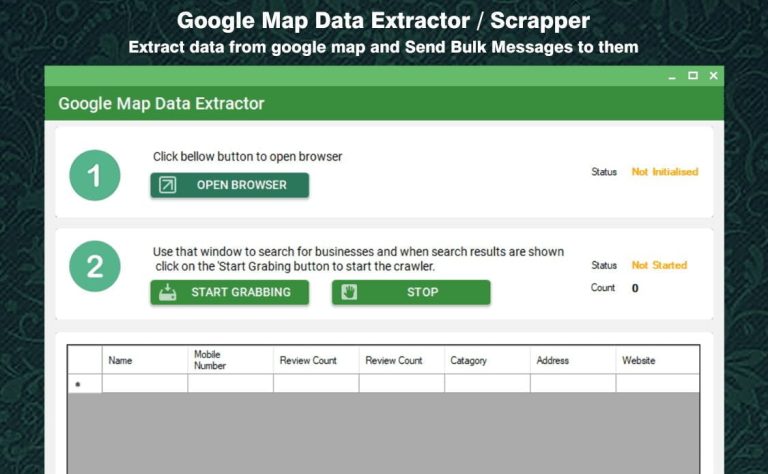 Google Map Data Extractor / Scrapper
Extract data from google map and Send Bulk Messages to them
Google Map Data Extractor
1
Click bellow button to open browser
OPEN BROWSER
Status Not Initialised
2
Use that window to search for businesses and when search results are shown
click on the 'Start Grabing button to start the crawler.
START GRABBING
STOP
Status Not Started
Count 0
Name
Mobile
Number
Review Count
Review Count
Catagory
Address
Website